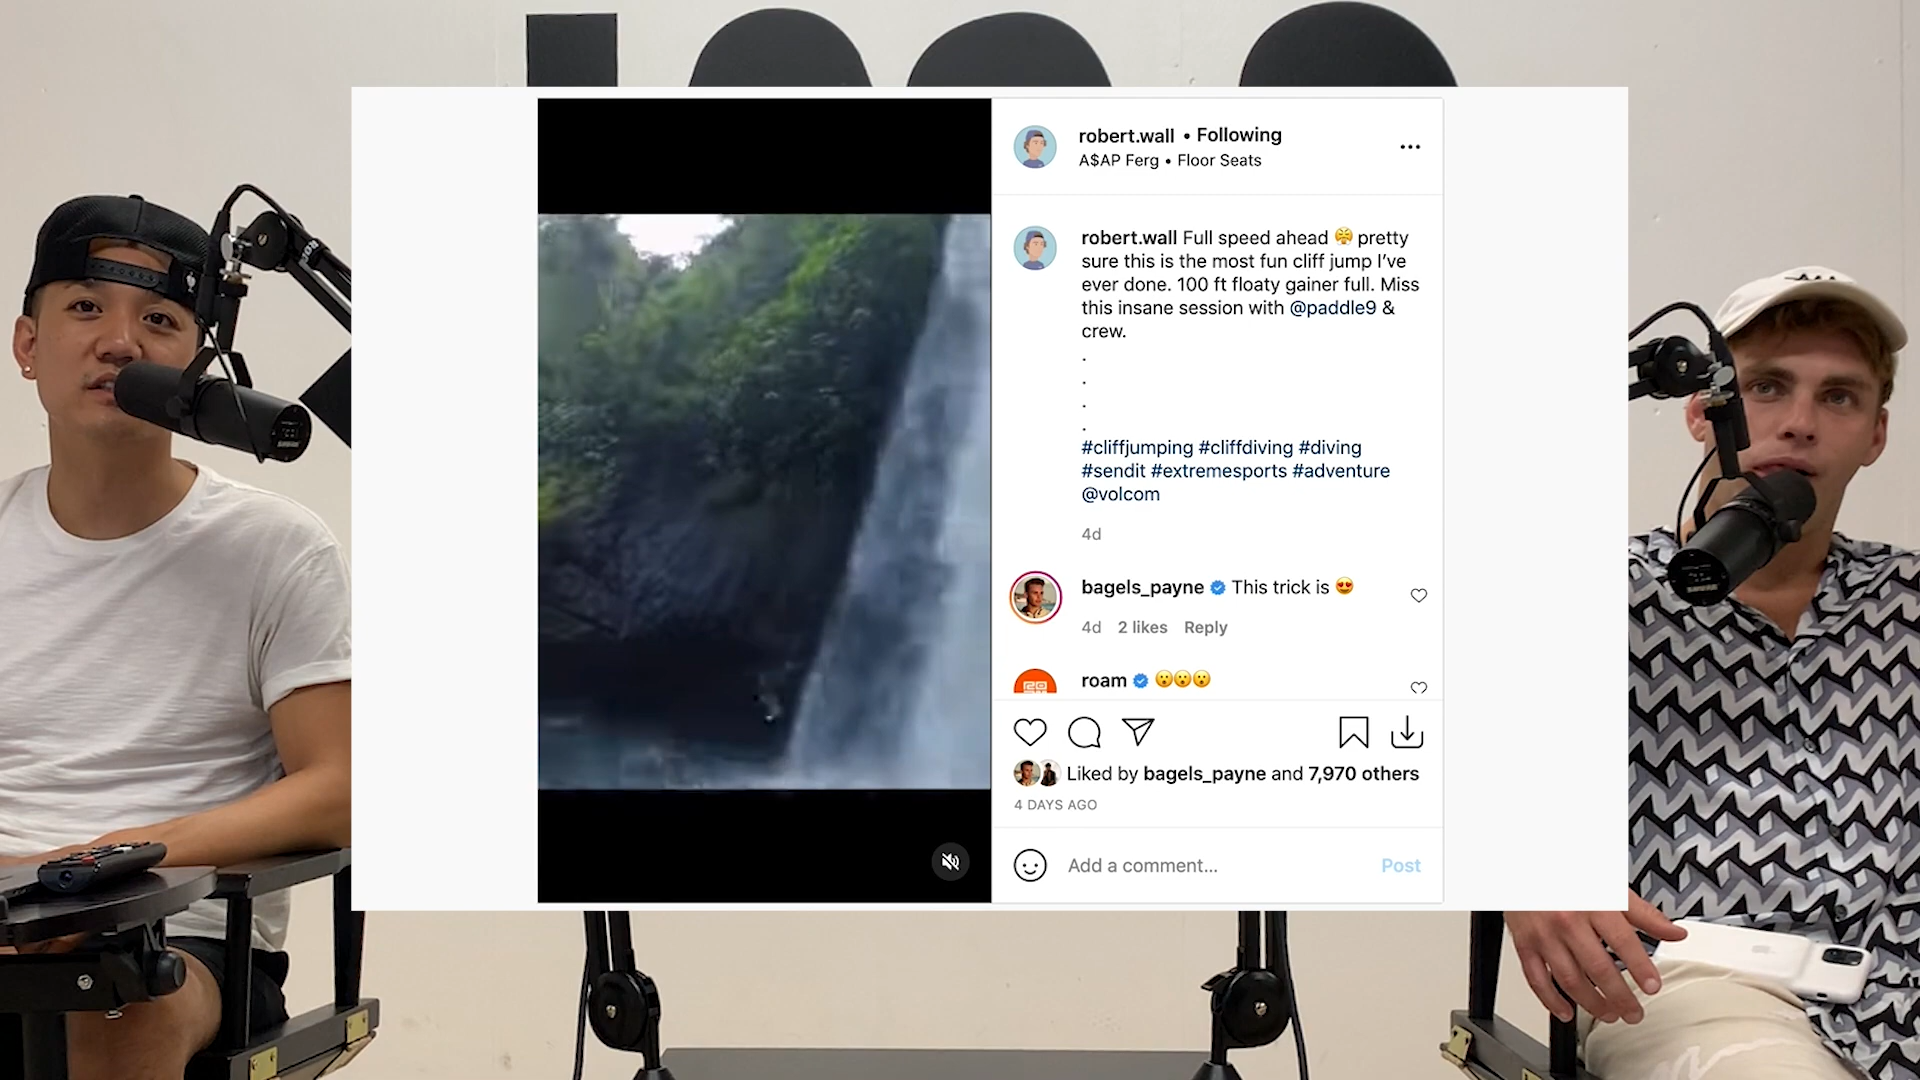 robert.wall • Following
A$AP Ferg • Floor Seats
robert.wall Full speed ahead 😤 pretty
sure this is the most fun cliff jump I've
ever done. 100 ft floaty gainer full. Miss
this insane session with @paddle9 &
crew.
.
.
.
.
#cliffjumping #cliffdiving #diving
#sendit #extremesports #adventure
@volcom
4d
bagels_payne This trick is 😍
4d 2 likes Reply
roam 😮😮😮
Liked by bagels_payne and 7,970 others
4 DAYS AGO
Add a comment... Post